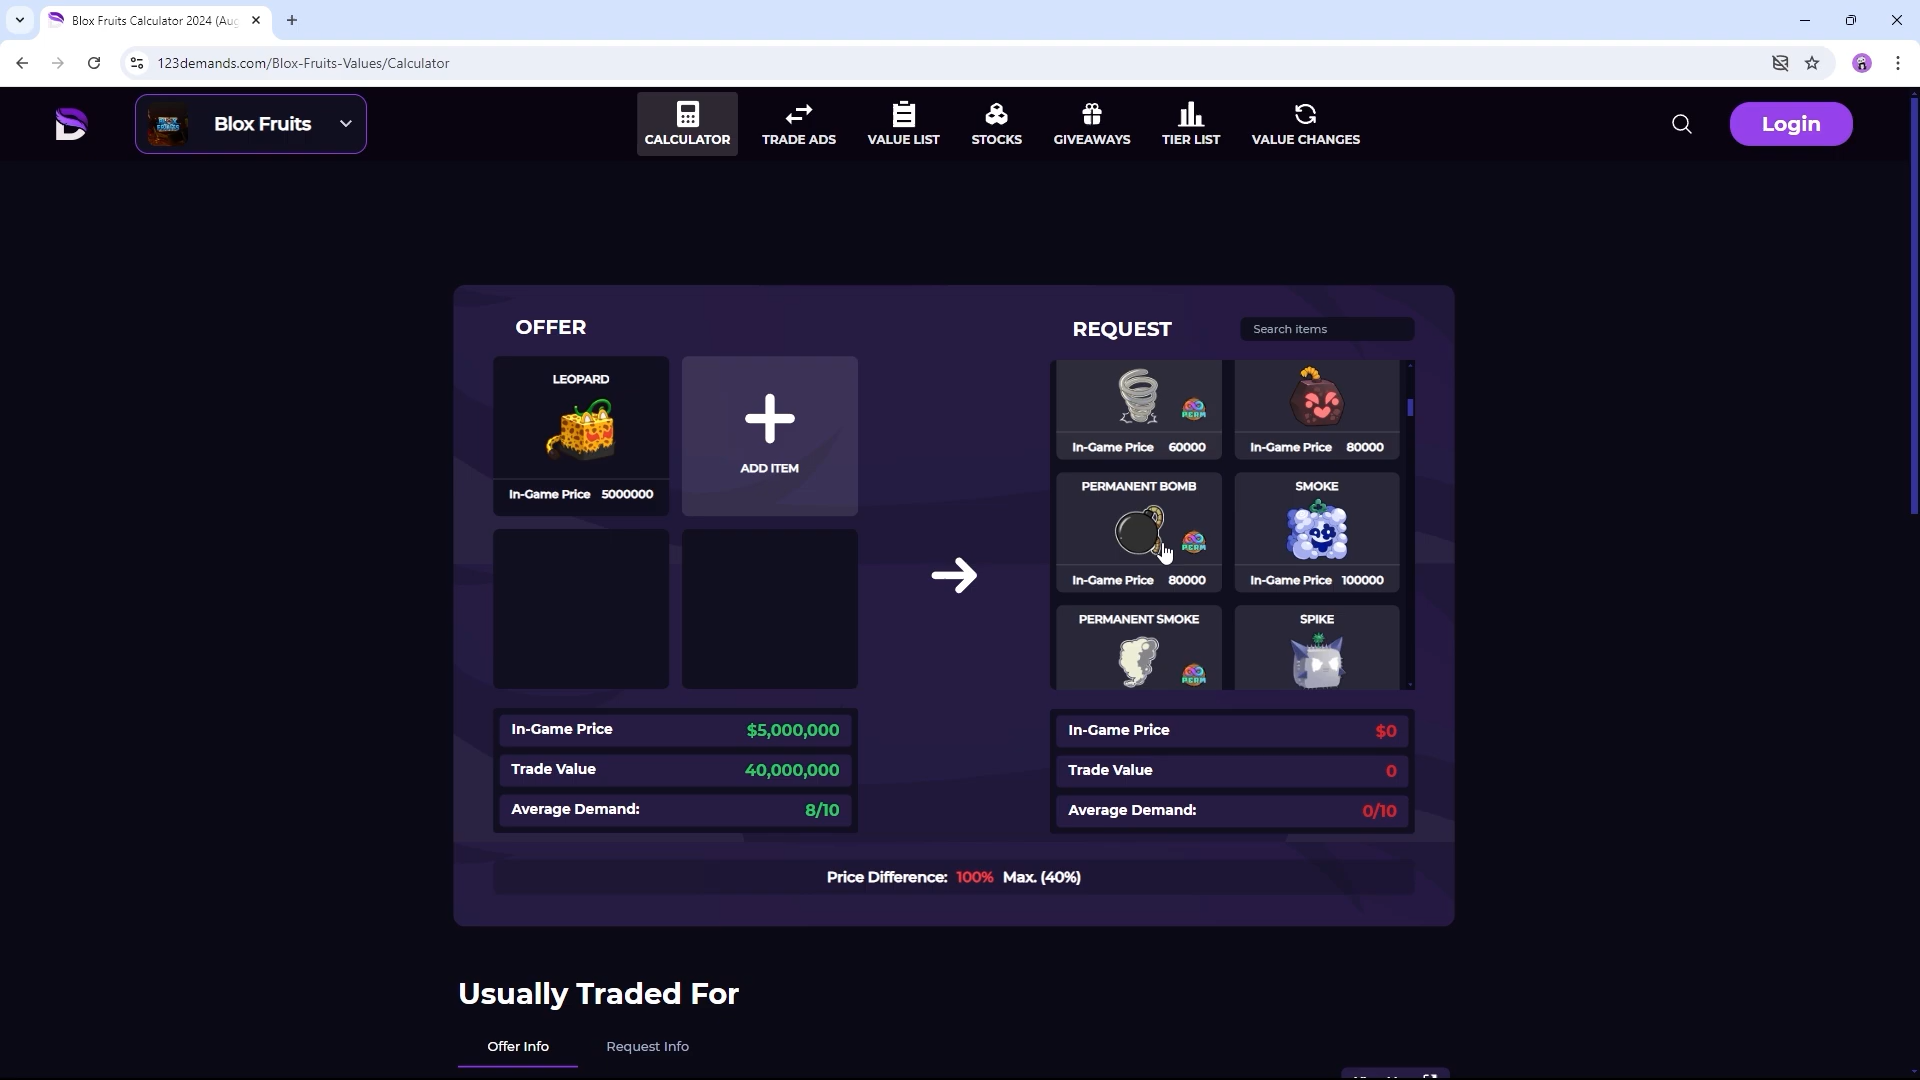 Blox Fruits Calculator 2024 (Aug
123demands.com/Blox-Fruits-Values/Calculator
Blox Fruits
CALCULATOR
TRADE ADS
VALUE LIST
STOCKS
GIVEAWAYS
TIER LIST
VALUE CHANGES
Login
OFFER
LEOPARD
In-Game Price 5000000
ADD ITEM
In-Game Price $5,000,000
Trade Value 40,000,000
Average Demand: 8/10
REQUEST
Search items
PERM
In-Game Price 60000
In-Game Price 80000
PERMANENT BOMB
PERM
In-Game Price 80000
SMOKE
In-Game Price 100000
PERMANENT SMOKE
PERM
SPIKE
In-Game Price $0
Trade Value 0
Average Demand: 0/10
Price Difference: 100% Max. (40%)
Usually Traded For
Offer Info
Request Info